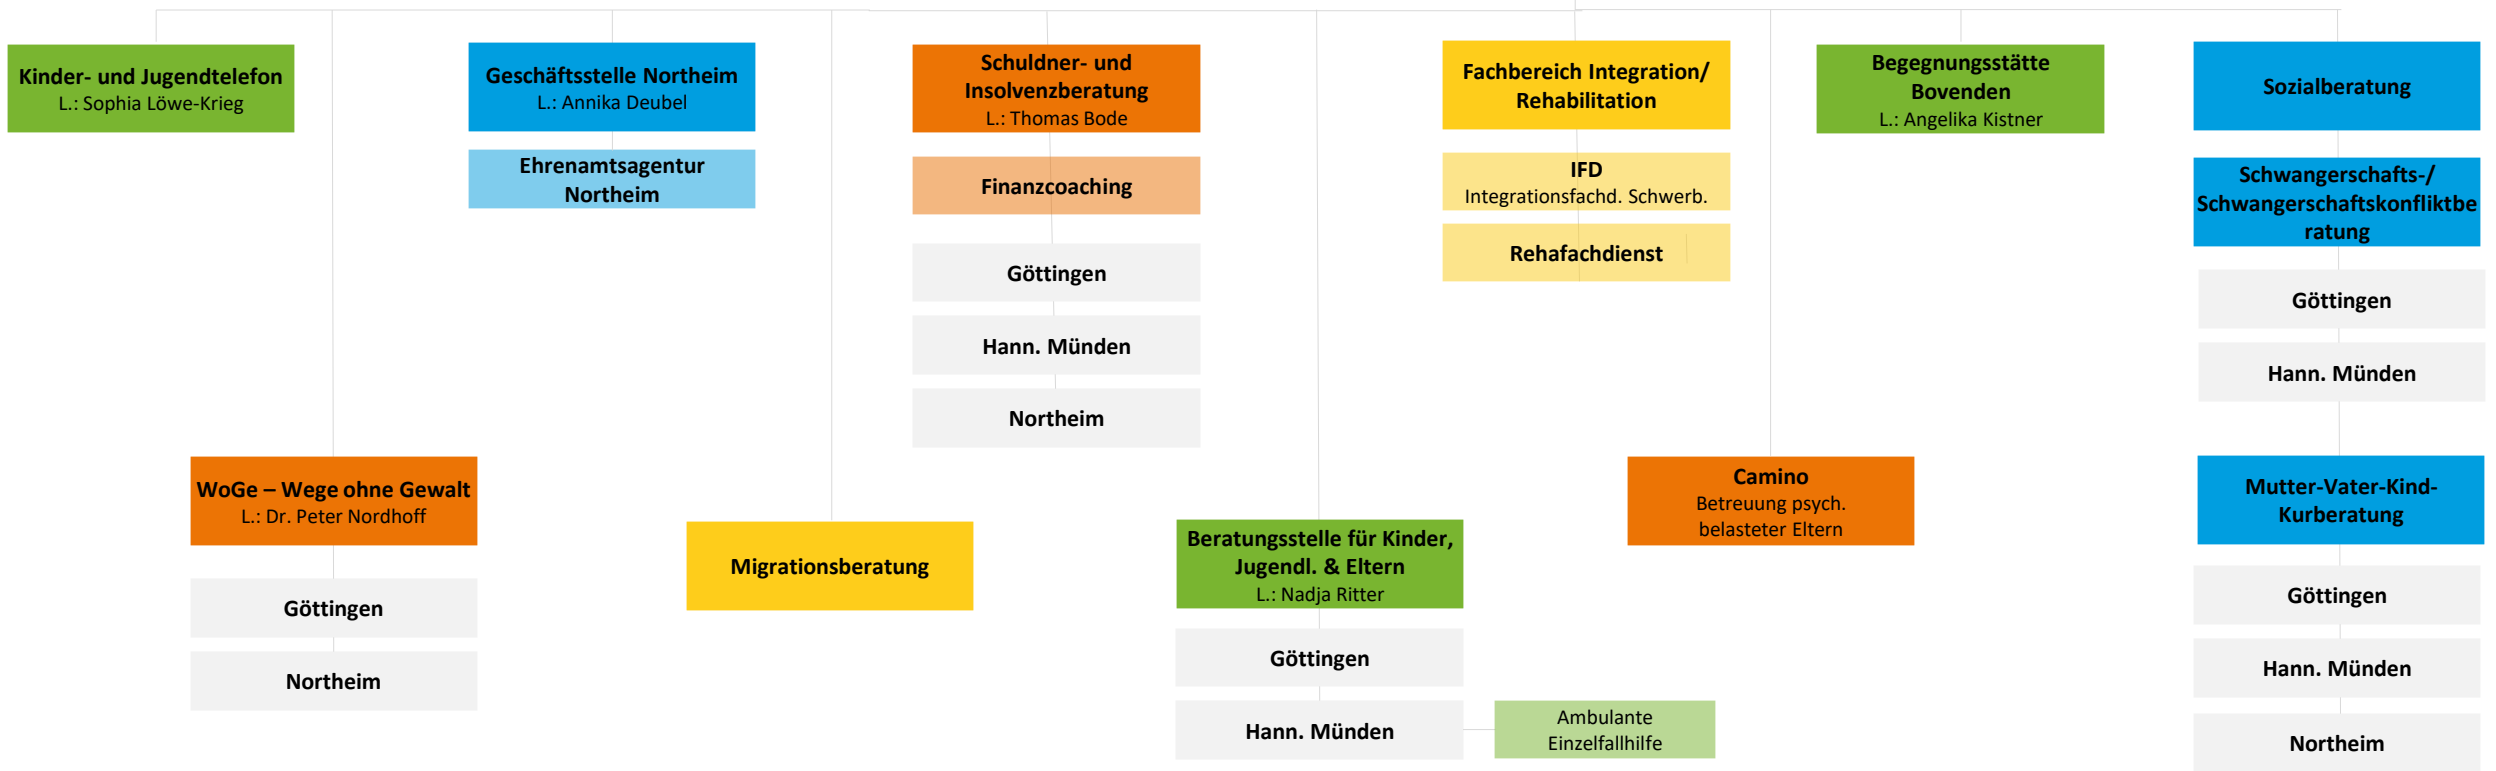 Kinder- und Jugendtelefon
L.: Sophia Löwe-Krieg
WoGe – Wege ohne Gewalt
L.: Dr. Peter Nordhoff
Göttingen
Northeim
Geschäftsstelle Northeim
L.: Annika Deubel
Ehrenamtsagentur
Northeim
Migrationsberatung
Schuldner- und
Insolvenzberatung
L.: Thomas Bode
Finanzcoaching
Göttingen
Hann. Münden
Northeim
Beratungsstelle für Kinder,
Jugendl. & Eltern
L.: Nadja Ritter
Göttingen
Hann. Münden
Ambulante
Einzelfallhilfe
Fachbereich Integration/
Rehabilitation
IFD
Integrationsfachd. Schwerb.
Rehafachdienst
Camino
Betreuung psych.
belasteter Eltern
Begegnungsstätte
Bovenden
L.: Angelika Kistner
Sozialberatung
Schwangerschafts-/
Schwangerschaftskonfliktbe
ratung
Göttingen
Hann. Münden
Mutter-Vater-Kind-
Kurberatung
Göttingen
Hann. Münden
Northeim